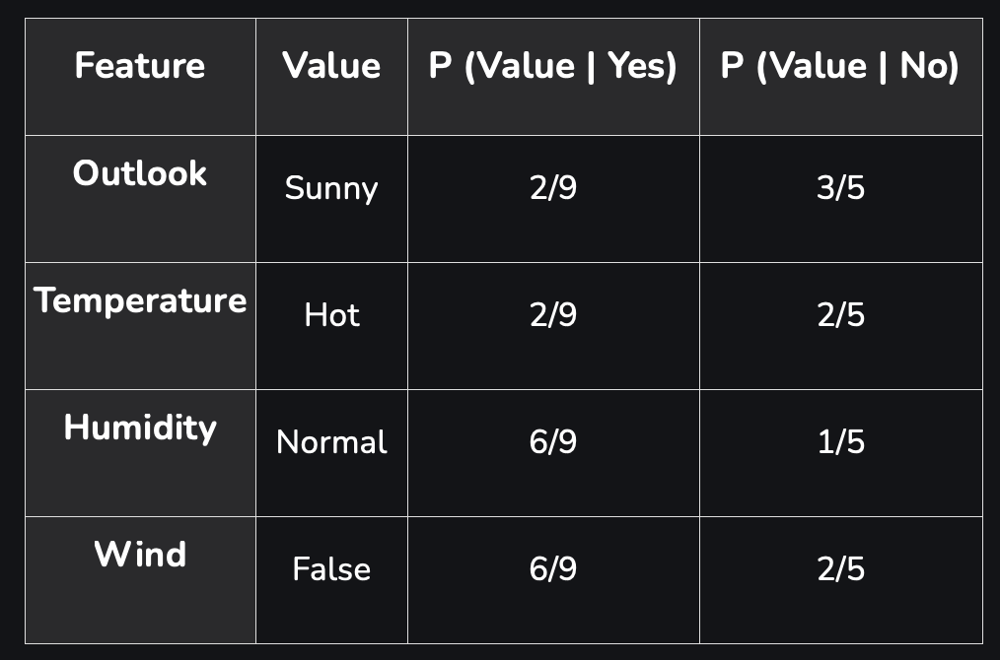 Feature Value P (Value | Yes) P (Value | No)
Outlook Sunny 2/9 3/5
Temperature Hot 2/9 2/5
Humidity Normal 6/9 1/5
Wind False 6/9 2/5